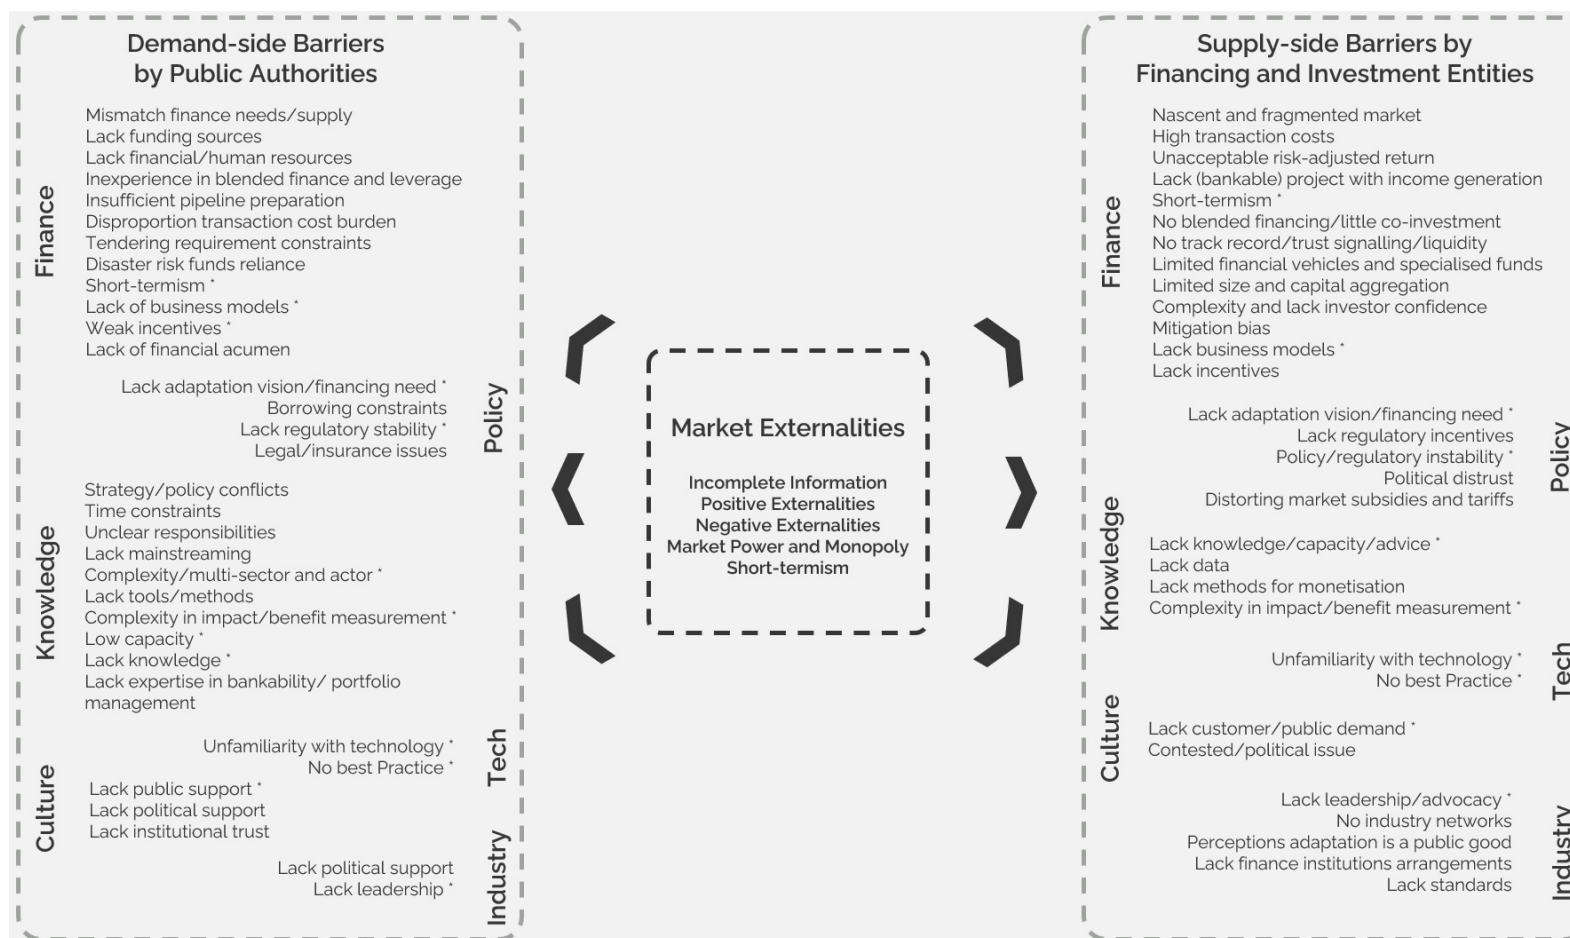 Demand-side Barriers
by Public Authorities
Finance
Mismatch finance needs/supply
Lack funding sources
Lack financial/human resources
Inexperience in blended finance and leverage
Insufficient pipeline preparation
Disproportion transaction cost burden
Tendering requirement constraints
Disaster risk funds reliance
Short-termism *
Lack of business models *
Weak incentives *
Lack of financial acumen
Policy
Lack adaptation vision/financing need *
Borrowing constraints
Lack regulatory stability *
Legal/insurance issues
Knowledge
Strategy/policy conflicts
Time constraints
Unclear responsibilities
Lack mainstreaming
Complexity/multi-sector and actor *
Lack tools/methods
Complexity in impact/benefit measurement *
Low capacity *
Lack knowledge *
Lack expertise in bankability/ portfolio
management
Tech
Unfamiliarity with technology *
No best Practice *
Culture
Lack public support *
Lack political support
Lack institutional trust
Industry
Lack political support
Lack leadership *
Market Externalities
Incomplete Information
Positive Externalities
Negative Externalities
Market Power and Monopoly
Short-termism
Supply-side Barriers by
Financing and Investment Entities
Finance
Nascent and fragmented market
High transaction costs
Unacceptable risk-adjusted return
Lack (bankable) project with income generation
Short-termism *
No blended financing/little co-investment
No track record/trust signalling/liquidity
Limited financial vehicles and specialised funds
Limited size and capital aggregation
Complexity and lack investor confidence
Mitigation bias
Lack business models *
Lack incentives
Policy
Lack adaptation vision/financing need *
Lack regulatory incentives
Policy/regulatory instability *
Political distrust
Distorting market subsidies and tariffs
Knowledge
Lack knowledge/capacity/advice *
Lack data
Lack methods for monetisation
Complexity in impact/benefit measurement *
Tech
Unfamiliarity with technology *
No best Practice *
Culture
Lack customer/public demand *
Contested/political issue
Industry
Lack leadership/advocacy *
No industry networks
Perceptions adaptation is a public good
Lack finance institutions arrangements
Lack standards